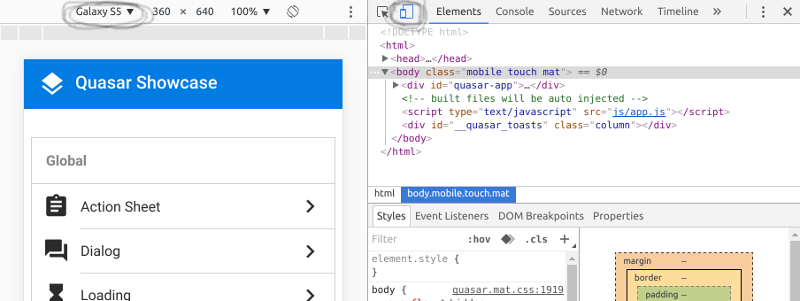 Galaxy S5 ▼ 360 × 640 100% ▼
Quasar Showcase
Global
Action Sheet
Dialog
Loading
Elements Console Sources Network Timeline »
<!DOCTYPE html>
<html>
▶<head>…</head>
…▼<body class="mobile touch mat"> == $0
▶<div id="quasar-app">…</div>
<!-- built files will be auto injected -->
<script type="text/javascript" src="js/app.js"></script>
<div id="__quasar_toasts" class="column"></div>
</body>
</html>
html body.mobile.touch.mat
Styles Event Listeners DOM Breakpoints Properties
Filter :hov .cls +
element.style {
}
body { quasar.mat.css:1919
margin –
border –
padding –